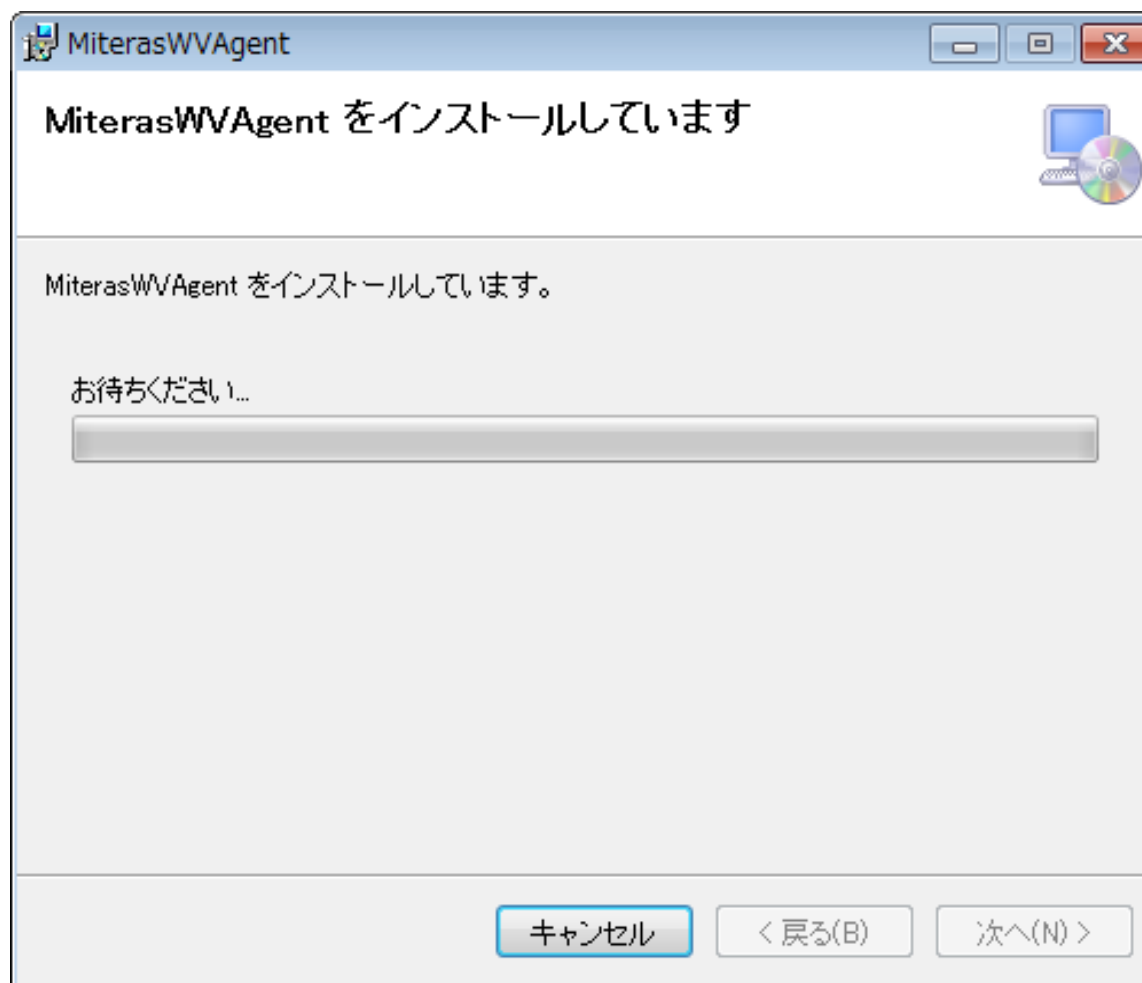 MiterasWVAgent
MiterasWVAgent をインストールしています
MiterasWVAgent をインストールしています。
お待ちください...
キャンセル
< 戻る(B)
次へ(N) >